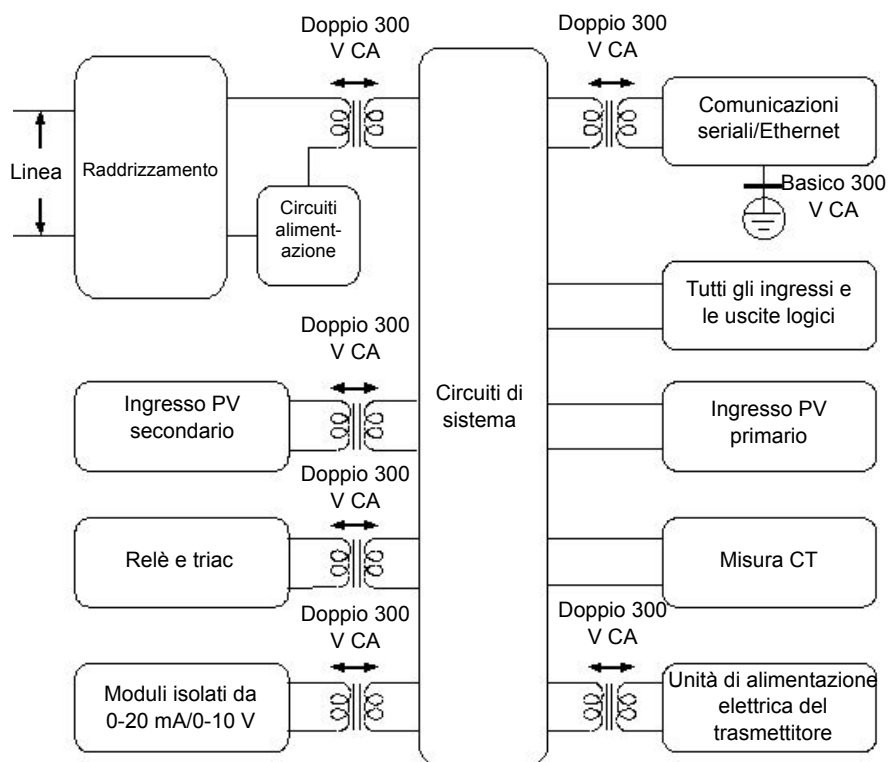 Doppio 300
V CA
Doppio 300
V CA
Linea
Raddrizzamento
Circuiti
aliment-
azione
Comunicazioni
seriali/Ethernet
Basico 300
V CA
Tutti gli ingressi e
le uscite logici
Doppio 300
V CA
Ingresso PV
secondario
Circuiti di
sistema
Ingresso PV
primario
Doppio 300
V CA
Relè e triac
Misura CT
Doppio 300
V CA
Doppio 300
V CA
Moduli isolati da
0-20 mA/0-10 V
Unità di alimentazione
elettrica del
trasmettitore